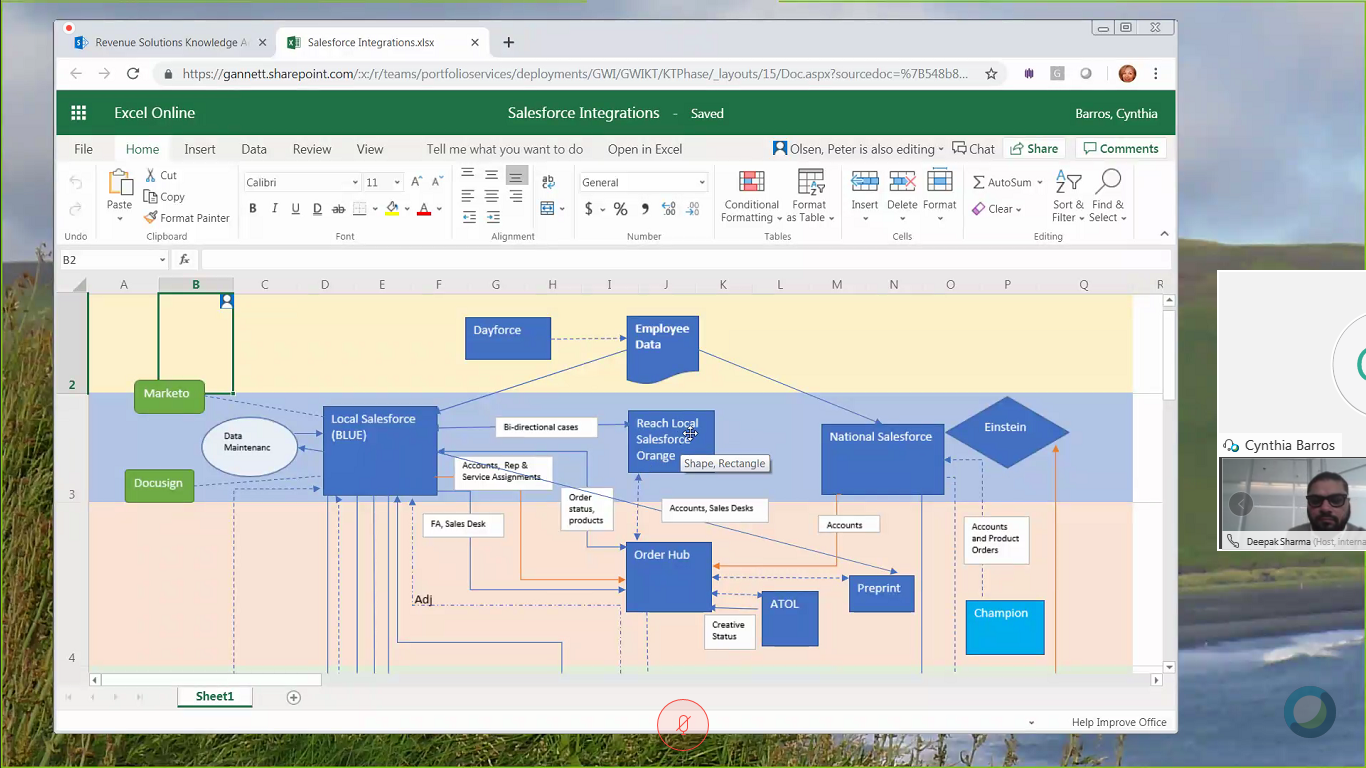 Revenue Solutions Knowledge A
Salesforce Integrations.xlsx
https://gannett.sharepoint.com/:x:/r/teams/portfolioservices/deployments/GWI/GWIKT/KTPhase/_layouts/15/Doc.aspx?sourcedoc=%7B548b8...
G
Excel Online
Salesforce Integrations - Saved
Barros, Cynthia
File Home Insert Data Review View Tell me what you want to do Open in Excel
Olsen, Peter is also editing Chat Share Comments
Paste
Cut
Copy
Format Painter
Calibri 11
B I U D ab
General
$ % ,
Conditional Formatting
Format as Table
Insert Delete Format
AutoSum
Clear
Sort & Filter
Find & Select
Undo Clipboard Font Alignment Number Tables Cells Editing
B2 fx
A B C D E F G H I J K L M N O P Q R
2
3
4
Dayforce
Employee
Data
Marketo
Local Salesforce
(BLUE)
Data
Maintenanc
Docusign
Bi-directional cases
Reach Local
Salesforce
Orange
Shape, Rectangle
National Salesforce
Einstein
Accounts, Rep &
Service Assignments
Order
status,
products
FA, Sales Desk
Accounts, Sales Desks
Accounts
Accounts
and Product
Orders
Order Hub
Adj
ATOL
Preprint
Creative
Status
Champion
Sheet1
Help Improve Office
Cynthia Barros
Deepak Sharma (Host, interna